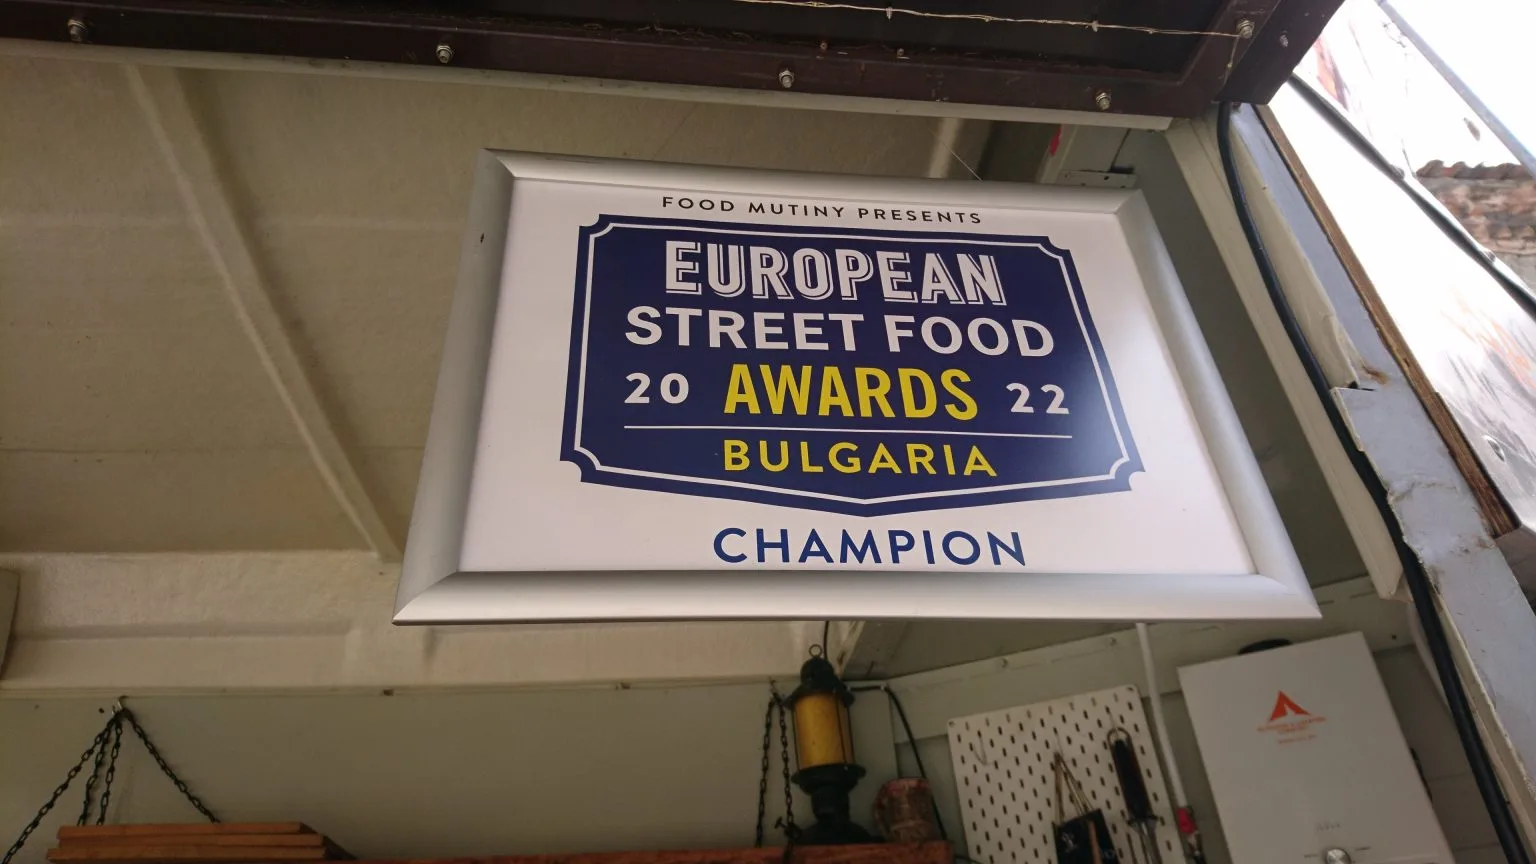 FOOD MUTINY PRESENTS
EUROPEAN
STREET FOOD
20 AWARDS 22
BULGARIA
CHAMPION